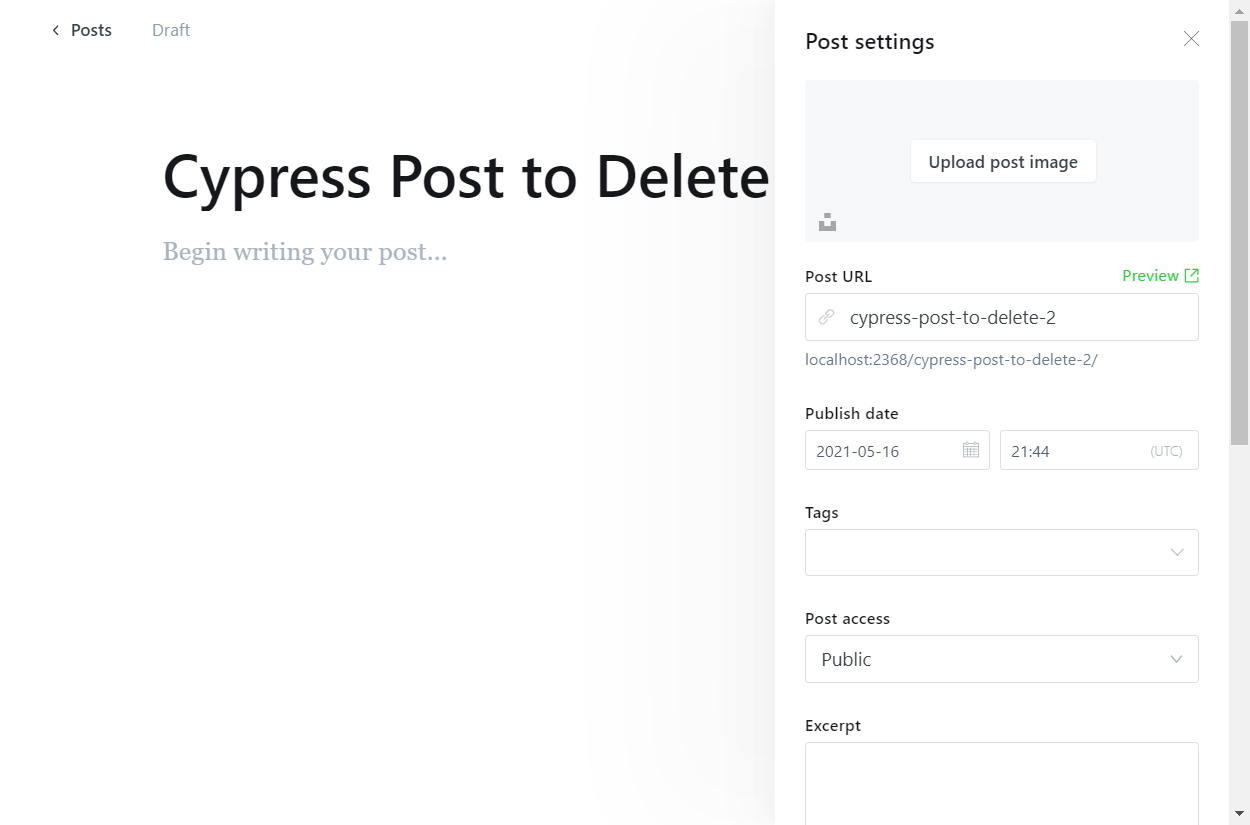 Posts Draft
Cypress Post to Delete
Begin writing your post...
Post settings
Upload post image
Post URL Preview
cypress-post-to-delete-2
localhost:2368/cypress-post-to-delete-2/
Publish date
2021-05-16 21:44 (UTC)
Tags
Post access
Public
Excerpt